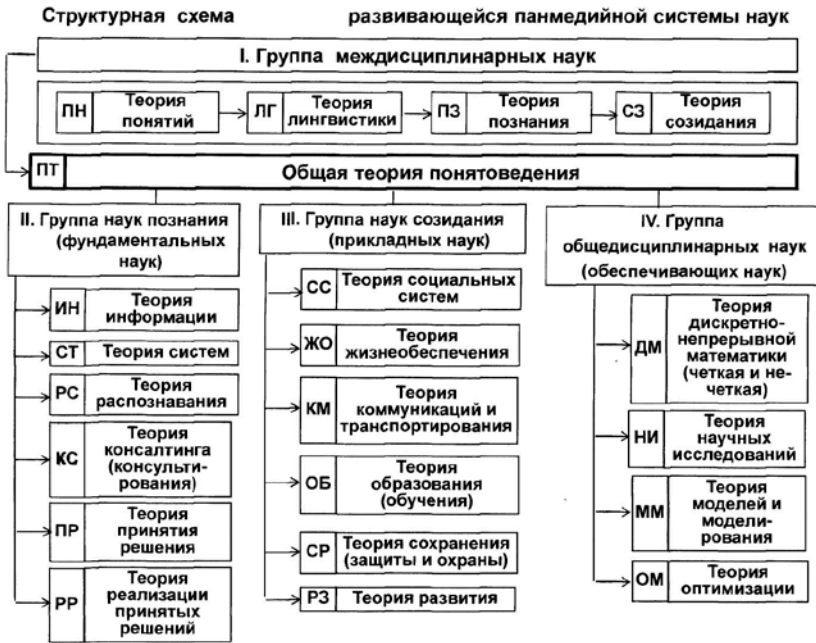 Структурная схема развивающейся панмедийной системы наук
I. Группа междисциплинарных наук
ПН
Теория
понятий
ЛГ
Теория
лингвистики
ПЗ
Теория
познания
СЗ
Теория
созидания
ПТ
Общая теория понятоведения
II. Группа наук познания
(фундаментальных
наук)
ИН
Теория
информации
СТ
Теория систем
РС
Теория
распознавания
КС
Теория
консалтинга
(консульти-
рования)
ПР
Теория
принятия
решения
РР
Теория
реализации
принятых
решений
III. Группа наук созидания
(прикладных наук)
СС
Теория социальных
систем
ЖО
Теория
жизнеобеспечения
КМ
Теория
коммуникаций и
транспортирования
ОБ
Теория
образования
(обучения)
СР
Теория сохранения
(защиты и охраны)
РЗ
Теория развития
IV. Группа
общедисциплинарных наук
(обеспечивающих наук)
ДМ
Теория
дискретно-
непрерывной
математики
(четкая и не-
четкая)
НИ
Теория
научных
исследований
ММ
Теория
моделей и
модели-
рования
ОМ
Теория
оптимизации